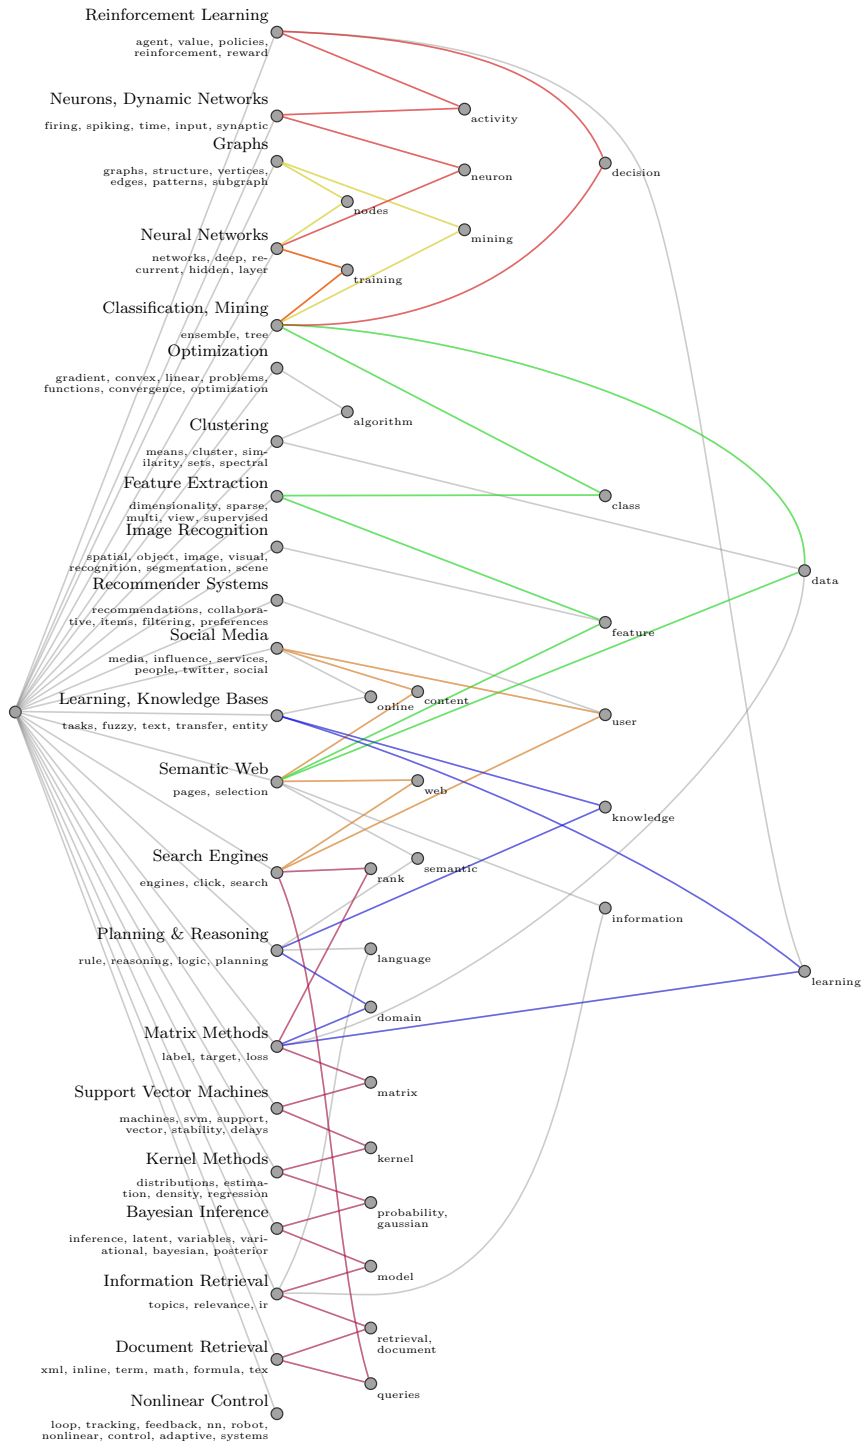 Reinforcement Learning
agent, value, policies,
reinforcement, reward
Neurons, Dynamic Networks
firing, spiking, time, input, synaptic
activity
Graphs
graphs, structure, vertices,
edges, patterns, subgraph
neuron
decision
nodes
Neural Networks
networks, deep, re-
current, hidden, layer
mining
training
Classification, Mining
ensemble, tree
Optimization
gradient, convex, linear, problems,
functions, convergence, optimization
algorithm
Clustering
means, cluster, sim-
ilarity, sets, spectral
Feature Extraction
dimensionality, sparse,
multi, view, supervised
class
Image Recognition
spatial, object, image, visual,
recognition, segmentation, scene
data
Recommender Systems
recommendations, collabora-
tive, items, filtering, preferences
feature
Social Media
media, influence, services,
people, twitter, social
Learning, Knowledge Bases
tasks, fuzzy, text, transfer, entity
content
online
user
Semantic Web
pages, selection
web
knowledge
Search Engines
engines, click, search
semantic
rank
information
Planning & Reasoning
rule, reasoning, logic, planning
language
learning
domain
Matrix Methods
label, target, loss
matrix
Support Vector Machines
machines, svm, support,
vector, stability, delays
kernel
Kernel Methods
distributions, estima-
tion, density, regression
probability,
gaussian
Bayesian Inference
inference, latent, variables, vari-
ational, bayesian, posterior
model
Information Retrieval
topics, relevance, ir
retrieval,
document
Document Retrieval
xml, inline, term, math, formula, tex
queries
Nonlinear Control
loop, tracking, feedback, nn, robot,
nonlinear, control, adaptive, systems